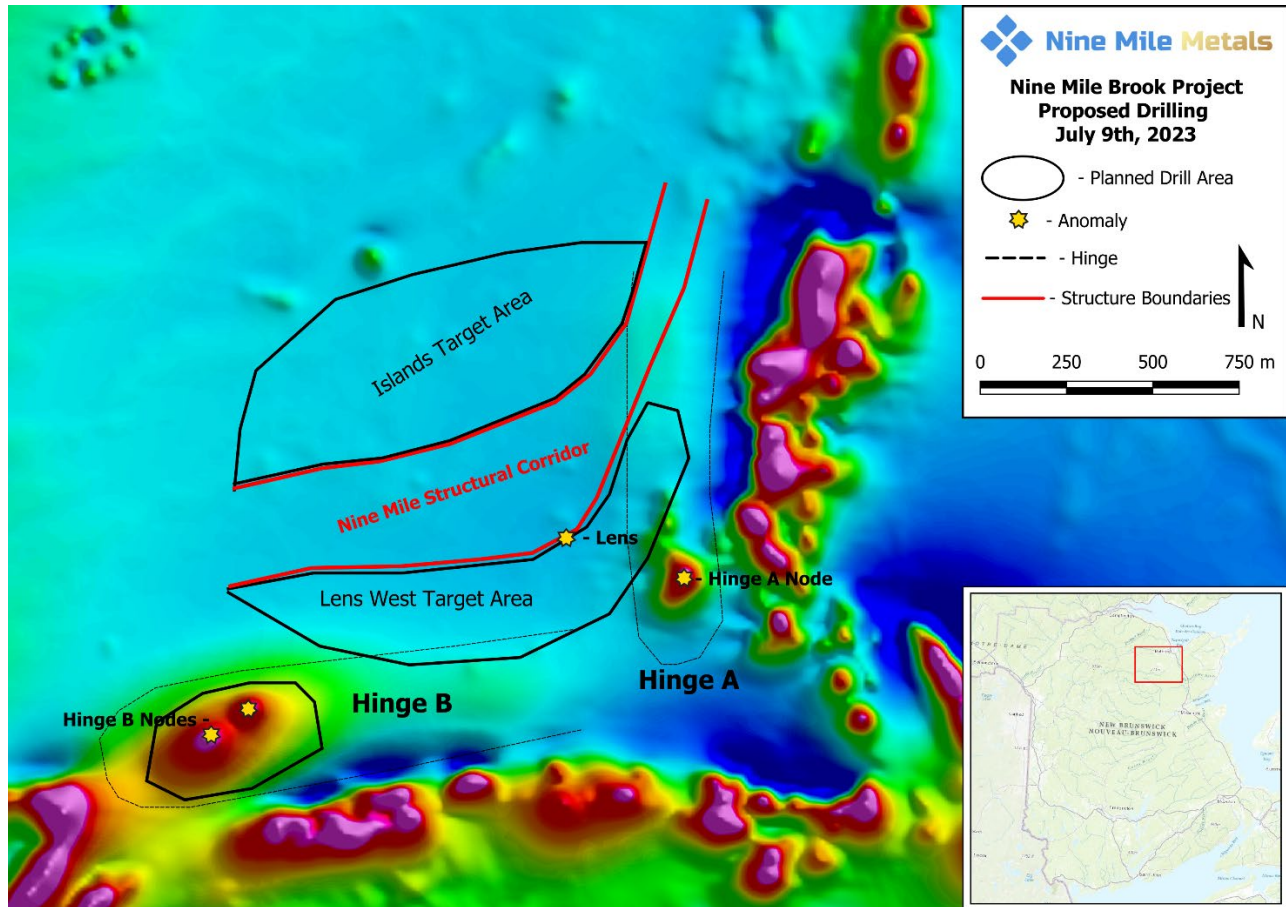 Nine Mile Metals
Nine Mile Brook Project
Proposed Drilling
July 9th, 2023
- Planned Drill Area
- Anomaly
- Hinge
- Structure Boundaries
N
0 250 500 750 m
Islands Target Area
Nine Mile Structural Corridor
- Lens
- Hinge A Node
Lens West Target Area
Hinge A
Hinge B
Hinge B Nodes -
NEW BRUNSWICK
NOUVEAU-BRUNSWICK